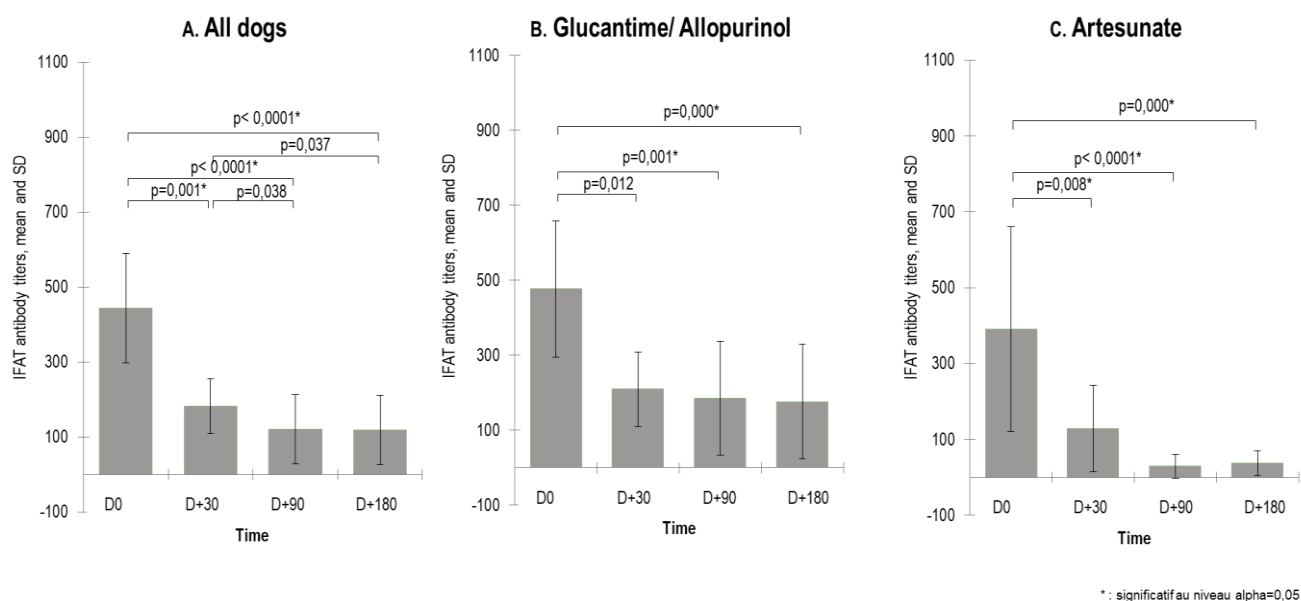 A. All dogs
IFAT antibody titers, mean and SD
1100
900
700
500
300
100
-100
p< 0,0001*
p=0,037
p< 0,0001*
p=0,001*
p=0,038
D0 D+30 D+90 D+180
Time
B. Glucantime/ Allopurinol
IFAT antibody titers, mean and SD
1100
900
700
500
300
100
-100
p=0,000*
p=0,001*
p=0,012
D0 D+30 D+90 D+180
Time
C. Artesunate
IFAT antibody titers, mean and SD
1100
900
700
500
300
100
-100
p=0,000*
p< 0,0001*
p=0,008*
D0 D+30 D+90 D+180
Time
* : significatif au niveau alpha=0,05